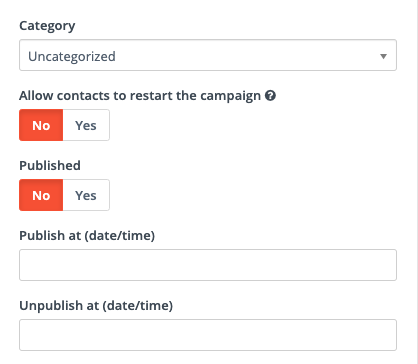 Category
Uncategorized
Allow contacts to restart the campaign ?
No Yes
Published
No Yes
Publish at (date/time)
Unpublish at (date/time)